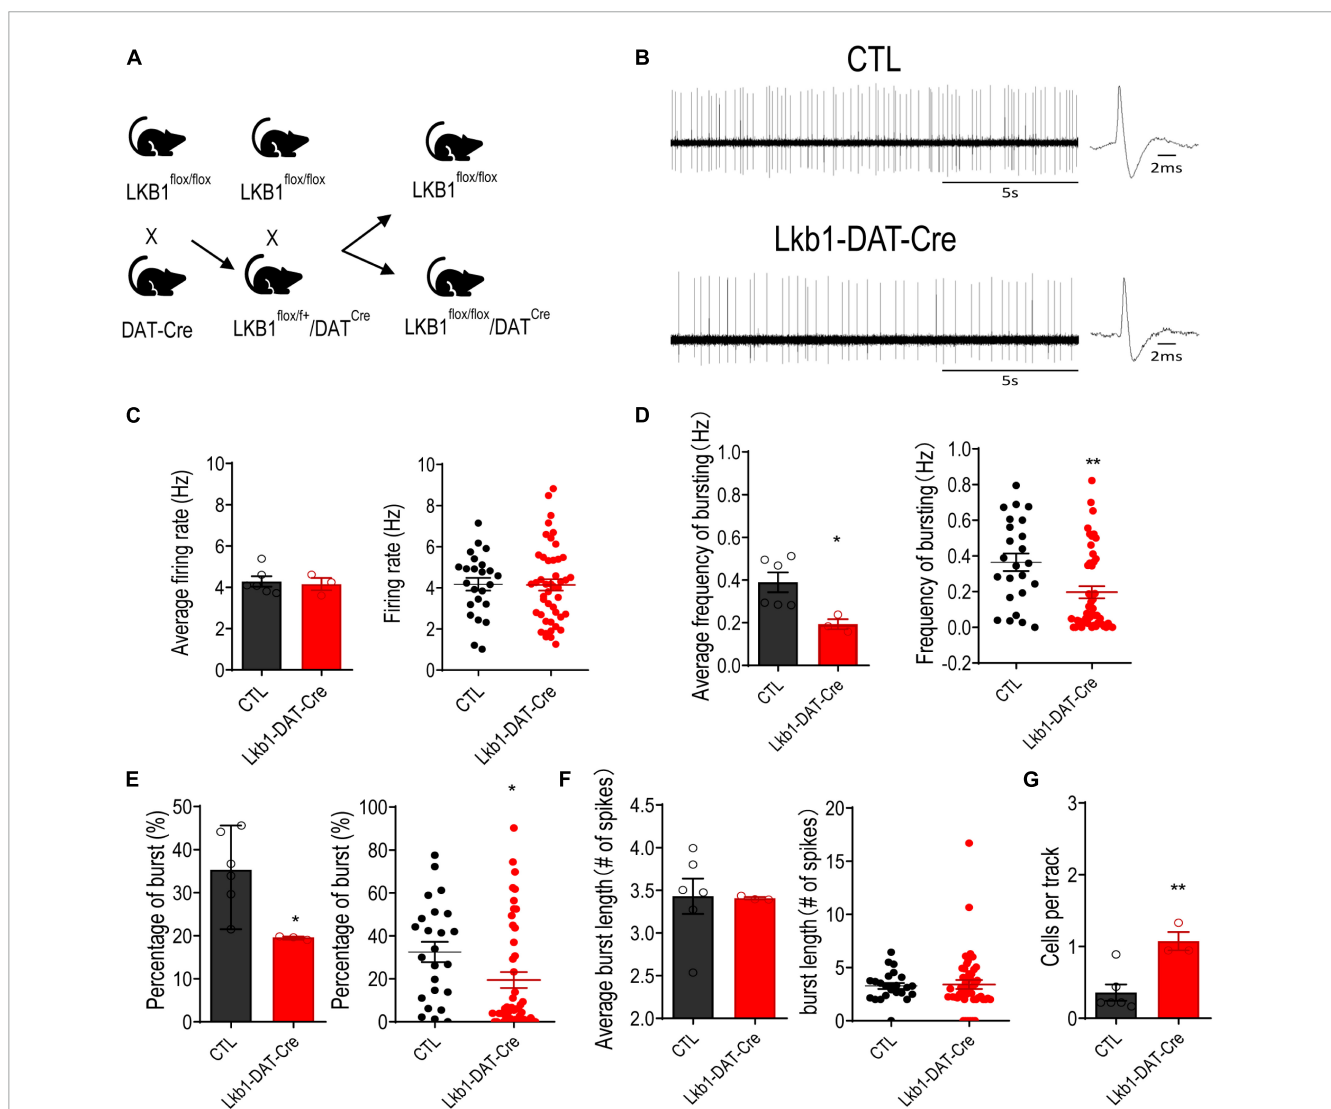 A
LKB1flox/flox LKB1flox/flox LKB1flox/flox
X X
DAT-Cre LKB1flox/f+/DATCre LKB1flox/flox/DATCre
B
CTL
5s
2ms
Lkb1-DAT-Cre
5s
2ms
C
Average firing rate (Hz)
10
8
6
4
2
0
CTL
Lkb1-DAT-Cre
Firing rate (Hz)
10
8
6
4
2
0
CTL
Lkb1-DAT-Cre
D
Average frequency of bursting (Hz)
1.0
0.8
0.6
0.4
0.2
0.0
*
CTL
Lkb1-DAT-Cre
Frequency of bursting (Hz)
1.0
0.8
0.6
0.4
0.2
0.0
-0.2
**
CTL
Lkb1-DAT-Cre
E
Percentage of burst (%)
50
40
30
20
10
0
*
CTL
Lkb1-DAT-Cre
Percentage of burst (%)
100
80
60
40
20
0
*
CTL
Lkb1-DAT-Cre
F
Average burst length (# of spikes)
4.5
4.0
3.5
3.0
2.5
2.0
CTL
Lkb1-DAT-Cre
burst length (# of spikes)
20
15
10
5
0
CTL
Lkb1-DAT-Cre
G
Cells per track
3
2
1
0
**
CTL
Lkb1-DAT-Cre